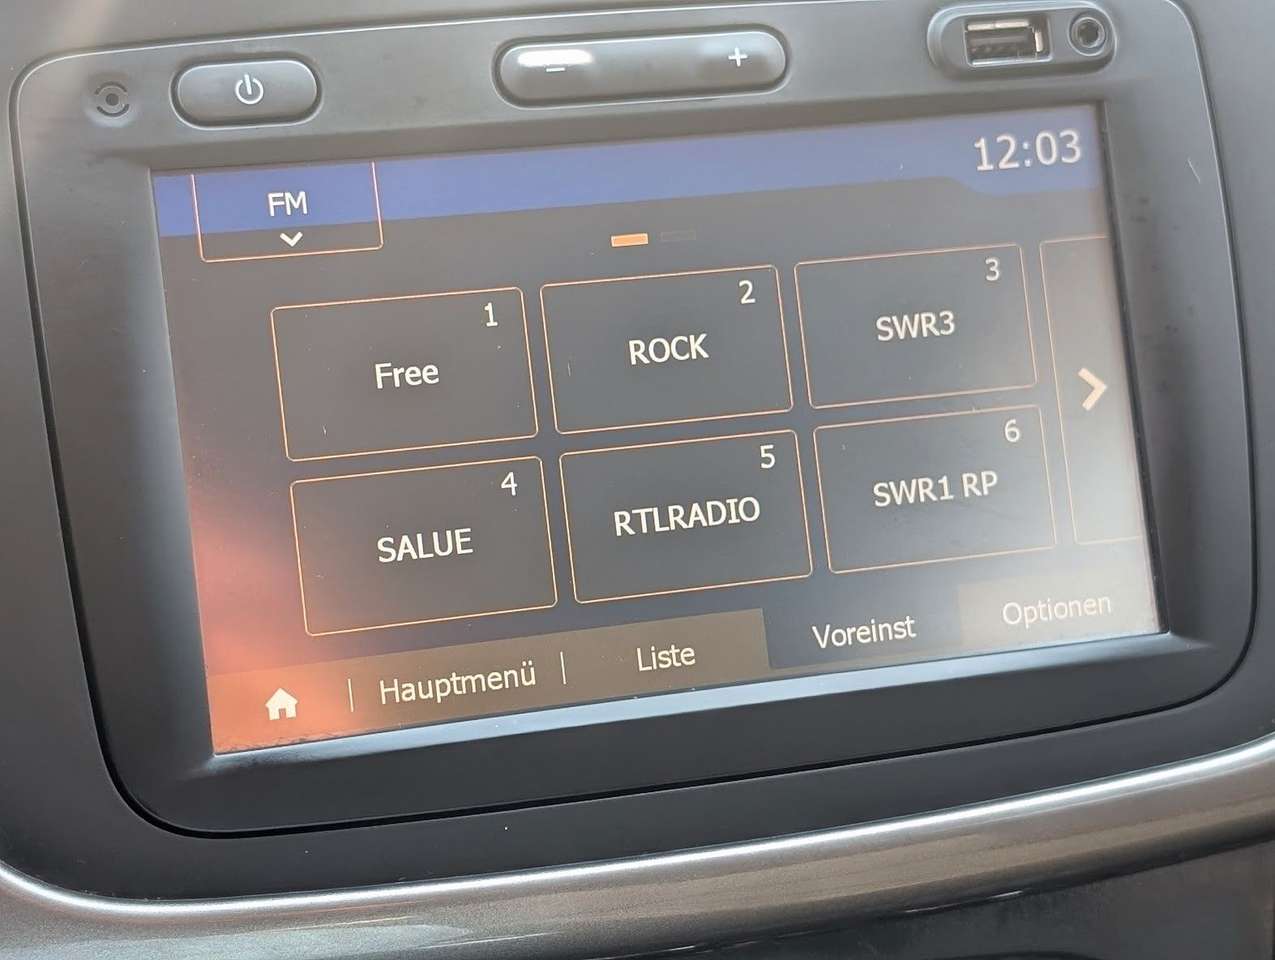 12:03
FM
1
Free
2
ROCK
3
SWR3
4
SALUE
5
RTLRADIO
6
SWR1 RP
Hauptmenü
Liste
Voreinst
Optionen